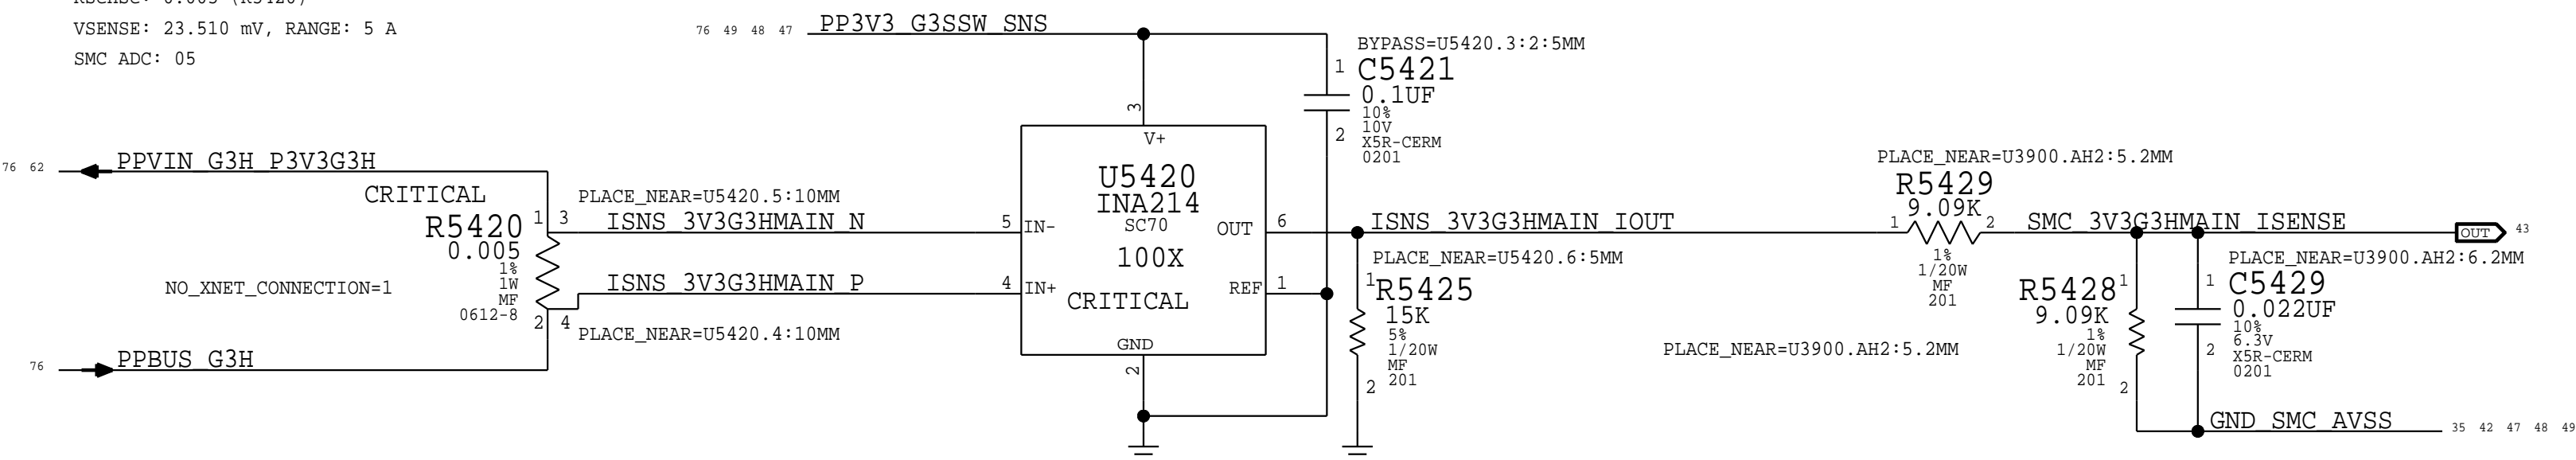 VSENSE: 23.510 mV, RANGE: 5 A
SMC ADC: 05
76 49 48 47 PP3V3_G3SSW_SNS
BYPASS=U5420.3:2:5MM
1 C5421
0.1UF
10%
10V
2 X5R-CERM
0201
3
V+
76 62 PPVIN_G3H_P3V3G3H
CRITICAL
R5420 1 3
0.005
1%
1W
MF
0612-8
2 4
NO_XNET_CONNECTION=1
76 PPBUS_G3H
PLACE_NEAR=U5420.5:10MM
ISNS_3V3G3HMAIN_N 5 IN-
ISNS_3V3G3HMAIN_P 4 IN+
PLACE_NEAR=U5420.4:10MM
U5420
INA214
SC70
100X
CRITICAL
OUT 6
REF 1
GND
2
ISNS_3V3G3HMAIN_IOUT
PLACE_NEAR=U5420.6:5MM
1 R5425
15K
5%
1/20W
MF
2 201
PLACE_NEAR=U3900.AH2:5.2MM
R5429
9.09K
1 2
1%
1/20W
MF
201
SMC_3V3G3HMAIN_ISENSE OUT 43
PLACE_NEAR=U3900.AH2:6.2MM
R5428 1
9.09K
1%
1/20W
MF
201 2
PLACE_NEAR=U3900.AH2:5.2MM
1 C5429
0.022UF
10%
6.3V
2 X5R-CERM
0201
GND_SMC_AVSS 35 42 47 48 49